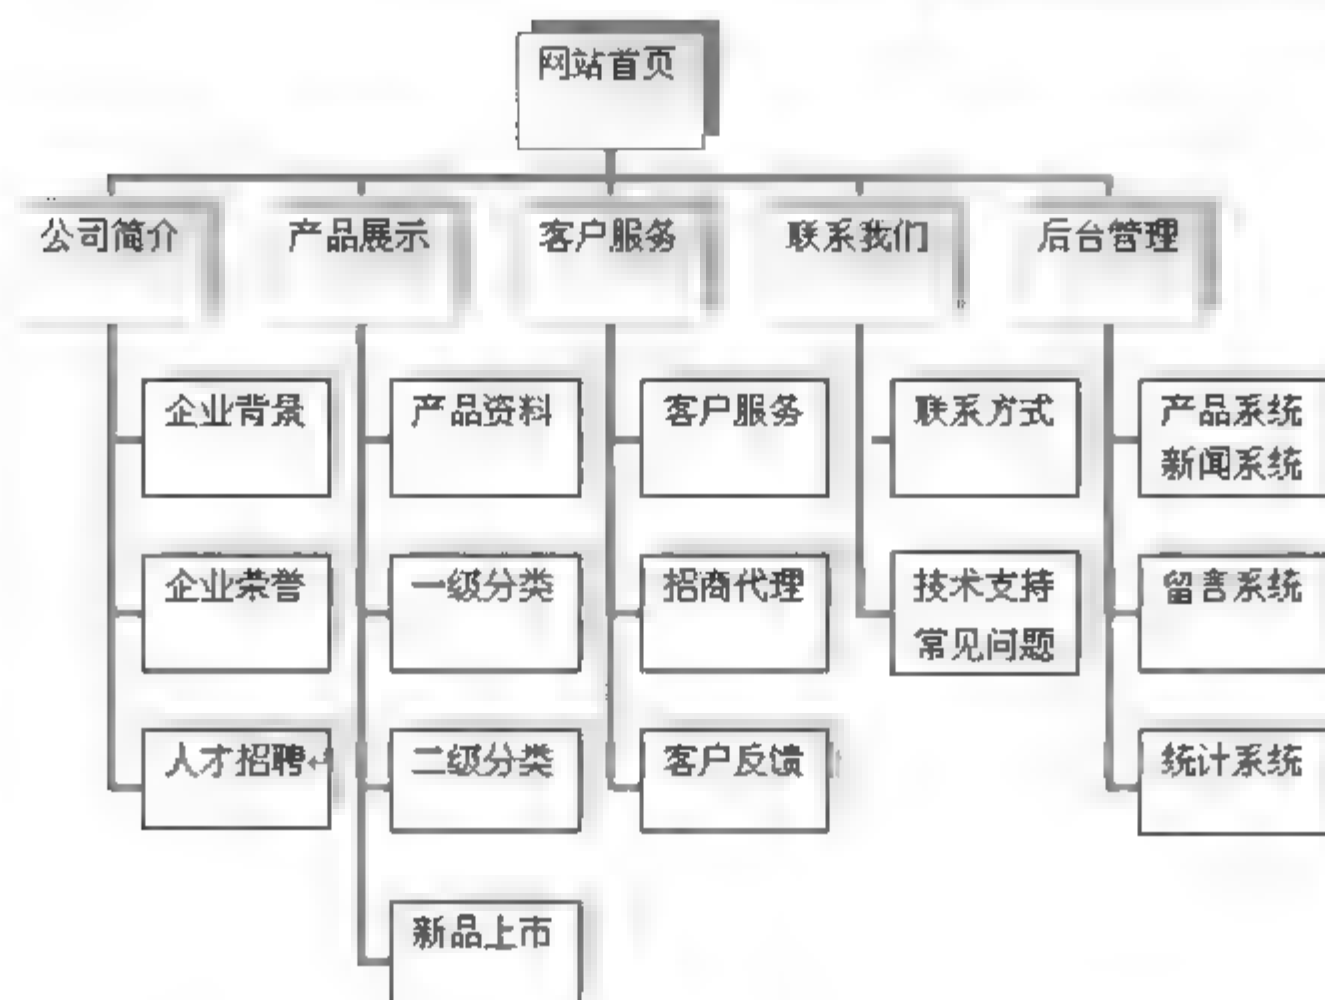 网站首页
公司简介
产品展示
客户服务
联系我们
后台管理
企业背景
产品资料
客户服务
联系方式
产品系统
新闻系统
企业荣誉
一级分类
招商代理
技术支持
常见问题
留言系统
人才招聘
二级分类
客户反馈
统计系统
新品上市